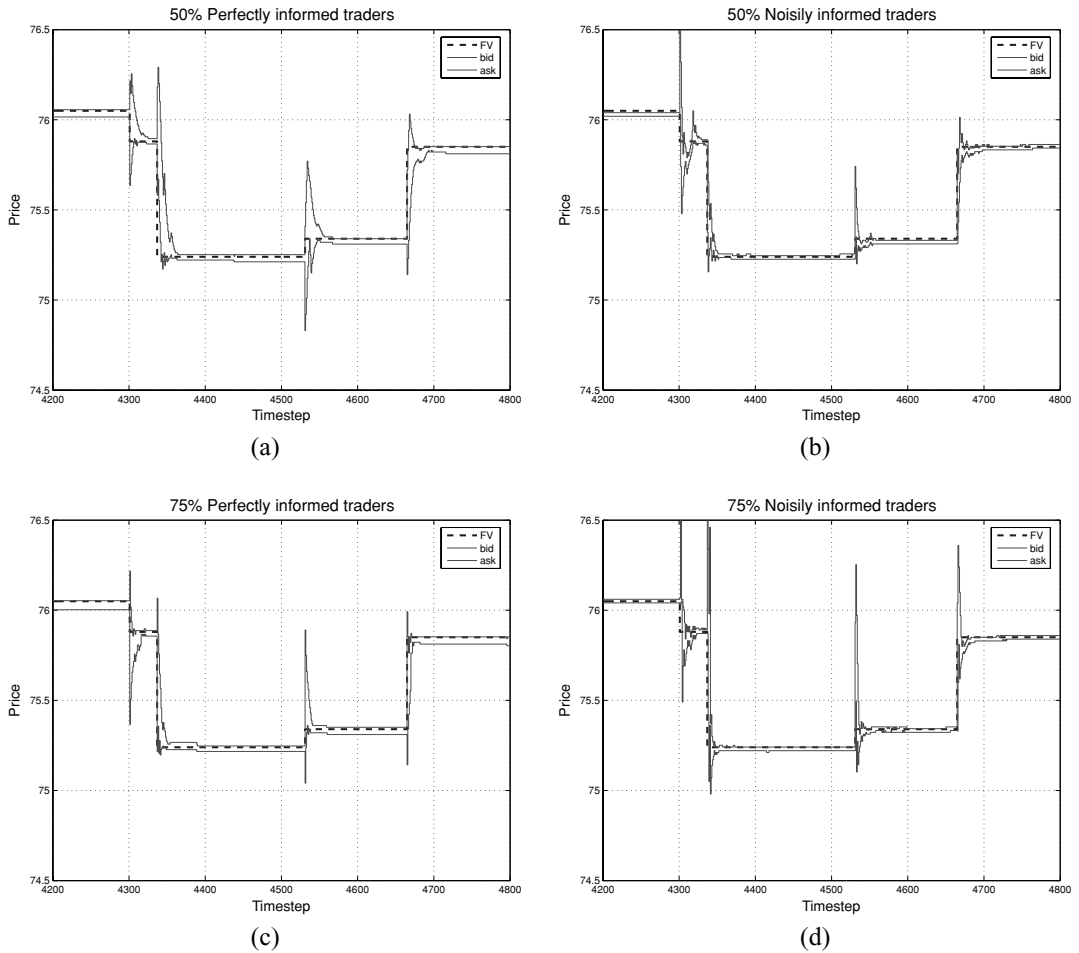 50% Perfectly informed traders
FV
bid
ask
Price
76.5
76
75.5
75
74.5
4200 4300 4400 4500 4600 4700 4800
Timestep
(a)
50% Noisily informed traders
FV
bid
ask
Price
76.5
76
75.5
75
74.5
4200 4300 4400 4500 4600 4700 4800
Timestep
(b)
75% Perfectly informed traders
FV
bid
ask
Price
76.5
76
75.5
75
74.5
4200 4300 4400 4500 4600 4700 4800
Timestep
(c)
75% Noisily informed traders
FV
bid
ask
Price
76.5
76
75.5
75
74.5
4200 4300 4400 4500 4600 4700 4800
Timestep
(d)